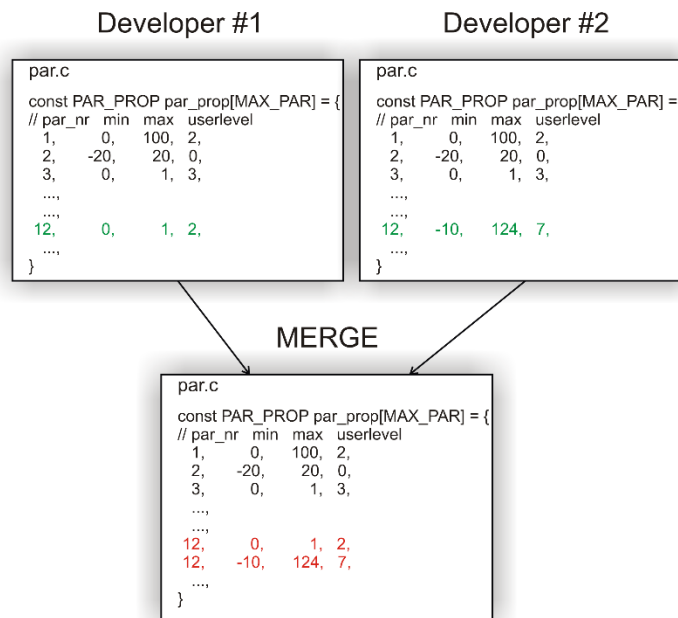 Developer #1
par.c
const PAR_PROP par_prop[MAX_PAR] = {
// par_nr min max userlevel
1, 0, 100, 2,
2, -20, 20, 0,
3, 0, 1, 3,
...,
...,
12, 0, 1, 2,
...,
}
Developer #2
par.c
const PAR_PROP par_prop[MAX_PAR] =
// par_nr min max userlevel
1, 0, 100, 2,
2, -20, 20, 0,
3, 0, 1, 3,
...,
...,
12, -10, 124, 7,
...,
}
MERGE
par.c
const PAR_PROP par_prop[MAX_PAR] = {
// par_nr min max userlevel
1, 0, 100, 2,
2, -20, 20, 0,
3, 0, 1, 3,
...,
...,
12, 0, 1, 2,
12, -10, 124, 7,
...,
}